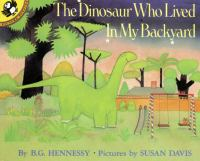 The Dinosaur Who Lived
In My Backyard
By B.G. HENNESSY · Pictures by SUSAN DAVIS